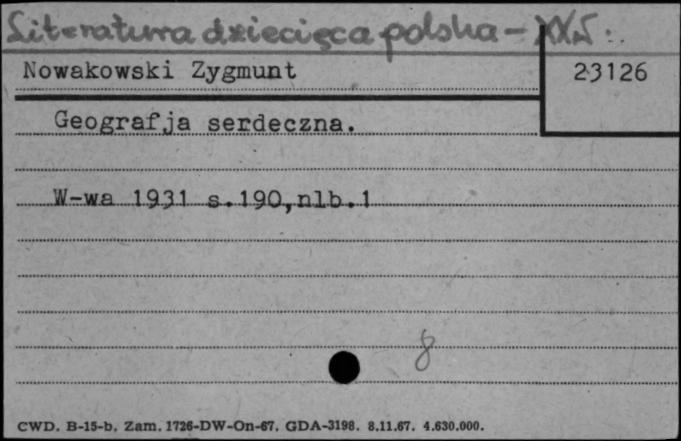 Literatura dziecięca polska - XX w.
Nowakowski Zygmunt
23126
Geografja serdeczna.
W-wa 1931 s.190,nlb.1
8
CWD. B-15-b. Zam. 1726-DW-On-67. GDA-3198. 8.11.67. 4.630.000.